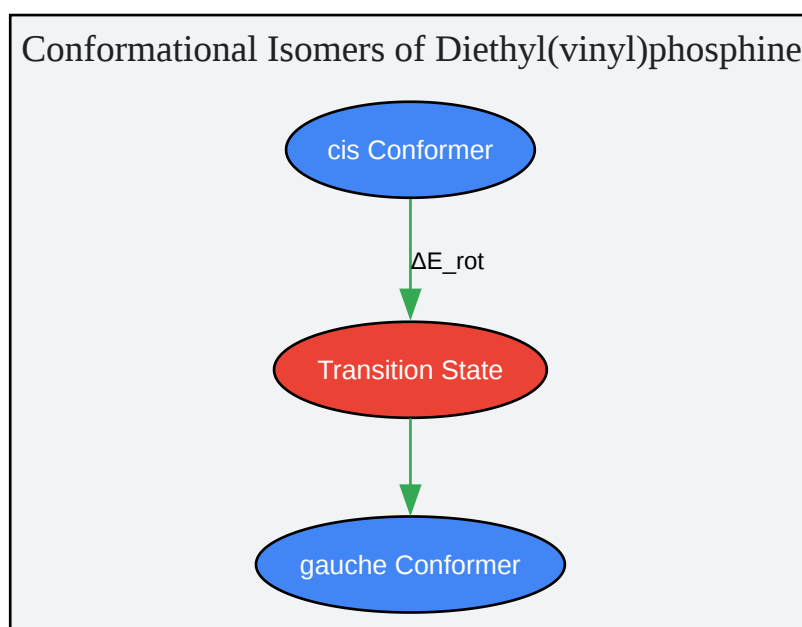 Conformational Isomers of Diethyl(vinyl)phosphine
cis Conformer
ΔE_rot
Transition State
gauche Conformer